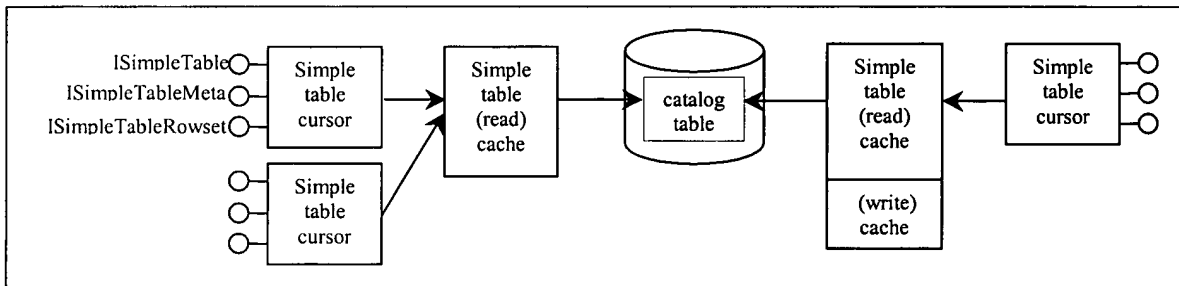 ISimpleTable
ISimpleTableMeta
ISimpleTableRowset
Simple
table
cursor
Simple
table
cursor
Simple
table
(read)
cache
catalog
table
Simple
table
(read)
cache
(write)
cache
Simple
table
cursor